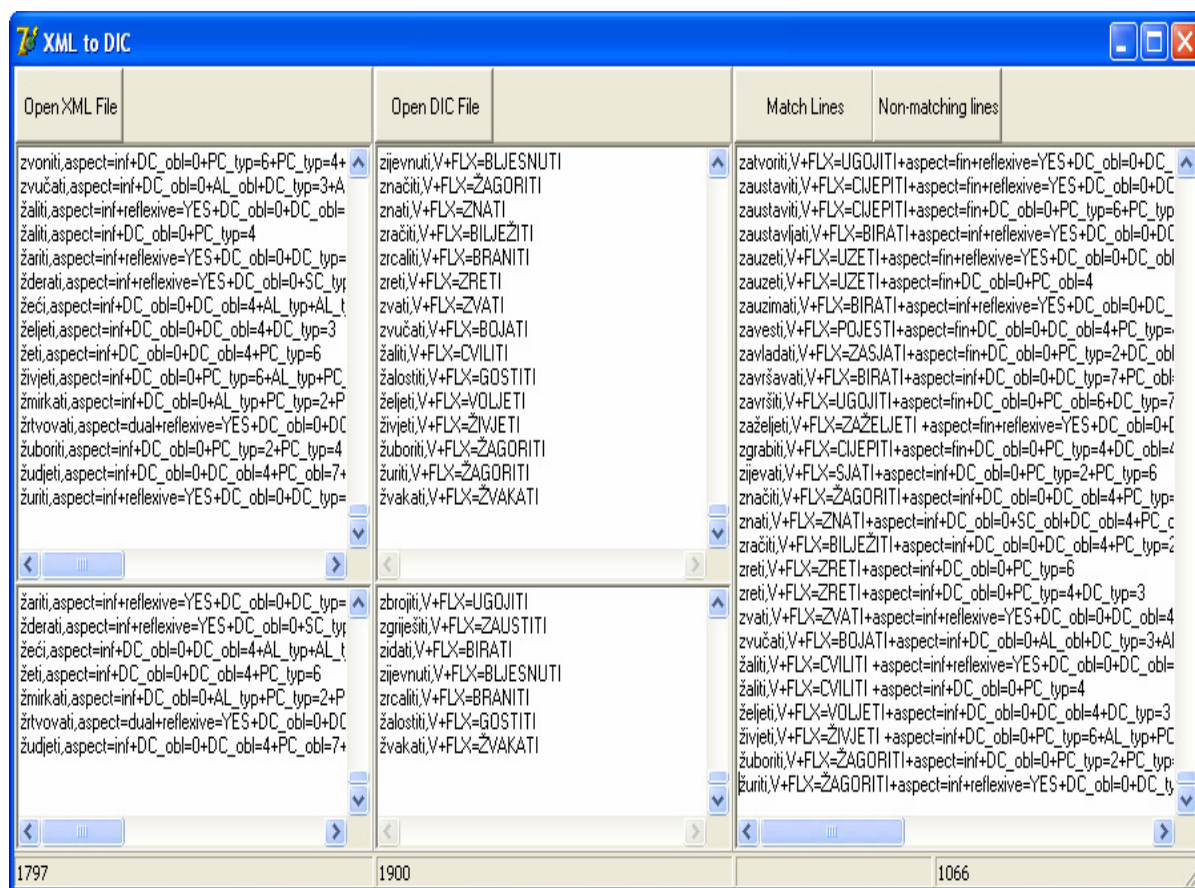 XML to DIC
Open XML File
Open DIC File
Match Lines
Non-matching lines
zvoniti,aspect=inf+DC_obl=0+PC_typ=6+PC_typ=4+
zvučati,aspect=inf+DC_obl=0+AL_obl+DC_typ=3+A
žaliti,aspect=inf+reflexive=YES+DC_obl=0+DC_obl=
žaliti,aspect=inf+DC_obl=0+PC_typ=4
žariti,aspect=inf+reflexive=YES+DC_obl=0+DC_typ=
žderati,aspect=inf+reflexive=YES+DC_obl=0+SC_typ
žeći,aspect=inf+DC_obl=0+DC_obl=4+AL_typ+AL_t
željeti,aspect=inf+DC_obl=0+DC_obl=4+DC_typ=3
žeti,aspect=inf+DC_obl=0+DC_obl=4+PC_typ=6
živjeti,aspect=inf+DC_obl=0+PC_typ=6+AL_typ+PC_
žmirkati,aspect=inf+DC_obl=0+AL_typ+PC_typ=2+P
žrtvovati,aspect=dual+reflexive=YES+DC_obl=0+DC
žuboriti,aspect=inf+DC_obl=0+PC_typ=2+PC_typ=4
žudjeti,aspect=inf+DC_obl=0+DC_obl=4+PC_obl=7+
žuriti,aspect=inf+reflexive=YES+DC_obl=0+DC_typ=
žariti,aspect=inf+reflexive=YES+DC_obl=0+DC_typ=
žderati,aspect=inf+reflexive=YES+DC_obl=0+SC_typ
žeći,aspect=inf+DC_obl=0+DC_obl=4+AL_typ+AL_t
žeti,aspect=inf+DC_obl=0+DC_obl=4+PC_typ=6
žmirkati,aspect=inf+DC_obl=0+AL_typ+PC_typ=2+P
žrtvovati,aspect=dual+reflexive=YES+DC_obl=0+DC
žudjeti,aspect=inf+DC_obl=0+DC_obl=4+PC_obl=7+
zijevnuti,V+FLX=BLJESNUTI
značiti,V+FLX=ŽAGORITI
znati,V+FLX=ZNATI
zračiti,V+FLX=BILJEŽITI
zrcaliti,V+FLX=BRANITI
zreti,V+FLX=ZRETI
zvati,V+FLX=ZVATI
zvučati,V+FLX=BOJATI
žaliti,V+FLX=CVILITI
žalostiti,V+FLX=GOSTITI
željeti,V+FLX=VOLJETI
živjeti,V+FLX=ŽIVJETI
žuboriti,V+FLX=ŽAGORITI
žuriti,V+FLX=ŽAGORITI
žvakati,V+FLX=ŽVAKATI
zbrojiti,V+FLX=UGOJITI
zgriješiti,V+FLX=ZAUSTITI
zidati,V+FLX=BIRATI
zijevnuti,V+FLX=BLJESNUTI
zrcaliti,V+FLX=BRANITI
žalostiti,V+FLX=GOSTITI
žvakati,V+FLX=ŽVAKATI
zatvoriti,V+FLX=UGOJITI+aspect=fin+reflexive=YES+DC_obl=0+DC_
zaustaviti,V+FLX=CIJEPITI+aspect=fin+reflexive=YES+DC_obl=0+DC
zaustaviti,V+FLX=CIJEPITI+aspect=fin+DC_obl=0+PC_typ=6+PC_typ
zaustavljati,V+FLX=BIRATI+aspect=inf+reflexive=YES+DC_obl=0+DC
zauzeti,V+FLX=UZETI+aspect=fin+reflexive=YES+DC_obl=0+DC_obl
zauzeti,V+FLX=UZETI+aspect=fin+DC_obl=0+PC_obl=4
zauzimati,V+FLX=BIRATI+aspect=inf+reflexive=YES+DC_obl=0+DC_
zavesti,V+FLX=POJESTI+aspect=fin+DC_obl=0+DC_obl=4+PC_typ=
zavladati,V+FLX=ZASJATI+aspect=fin+DC_obl=0+PC_typ=2+DC_obl
završavati,V+FLX=BIRATI+aspect=inf+DC_obl=0+DC_typ=7+PC_obl=
završiti,V+FLX=UGOJITI+aspect=fin+DC_obl=0+PC_obl=6+DC_typ=7
zaželjeti,V+FLX=ZAŽELJETI +aspect=fin+reflexive=YES+DC_obl=0+D
zgrabiti,V+FLX=CIJEPITI+aspect=fin+DC_obl=0+PC_typ=4+DC_obl=4
zijevati,V+FLX=SJATI+aspect=inf+DC_obl=0+PC_typ=2+PC_typ=6
značiti,V+FLX=ŽAGORITI+aspect=inf+DC_obl=0+DC_obl=4+PC_typ=
znati,V+FLX=ZNATI+aspect=inf+DC_obl=0+SC_obl+DC_obl=4+PC_c
zračiti,V+FLX=BILJEŽITI+aspect=inf+DC_obl=0+DC_obl=4+PC_typ=2
zreti,V+FLX=ZRETI+aspect=inf+DC_obl=0+PC_typ=6
zreti,V+FLX=ZRETI+aspect=inf+DC_obl=0+PC_typ=4+DC_typ=3
zvati,V+FLX=ZVATI+aspect=inf+reflexive=YES+DC_obl=0+DC_obl=4
zvučati,V+FLX=BOJATI+aspect=inf+DC_obl=0+AL_obl+DC_typ=3+Al
žaliti,V+FLX=CVILITI +aspect=inf+reflexive=YES+DC_obl=0+DC_obl=
žaliti,V+FLX=CVILITI +aspect=inf+DC_obl=0+PC_typ=4
željeti,V+FLX=VOLJETI+aspect=inf+DC_obl=0+DC_obl=4+DC_typ=3
živjeti,V+FLX=ŽIVJETI +aspect=inf+DC_obl=0+PC_typ=6+AL_typ+PC
žuboriti,V+FLX=ŽAGORITI+aspect=inf+DC_obl=0+PC_typ=2+PC_typ=
žuriti,V+FLX=ŽAGORITI+aspect=inf+reflexive=YES+DC_obl=0+DC_ty
1797
1900
1066